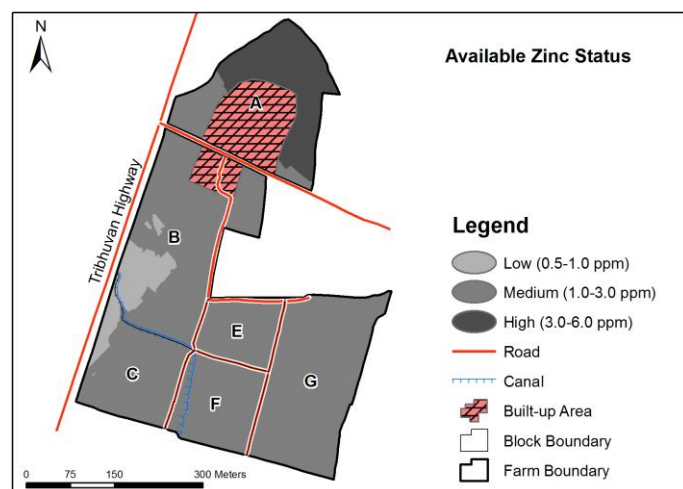 N
Available Zinc Status
A
Tribhuvan Highway
B
E
C
F
G
Legend
Low (0.5-1.0 ppm)
Medium (1.0-3.0 ppm)
High (3.0-6.0 ppm)
Road
Canal
Built-up Area
Block Boundary
Farm Boundary
0 75 150 300 Meters